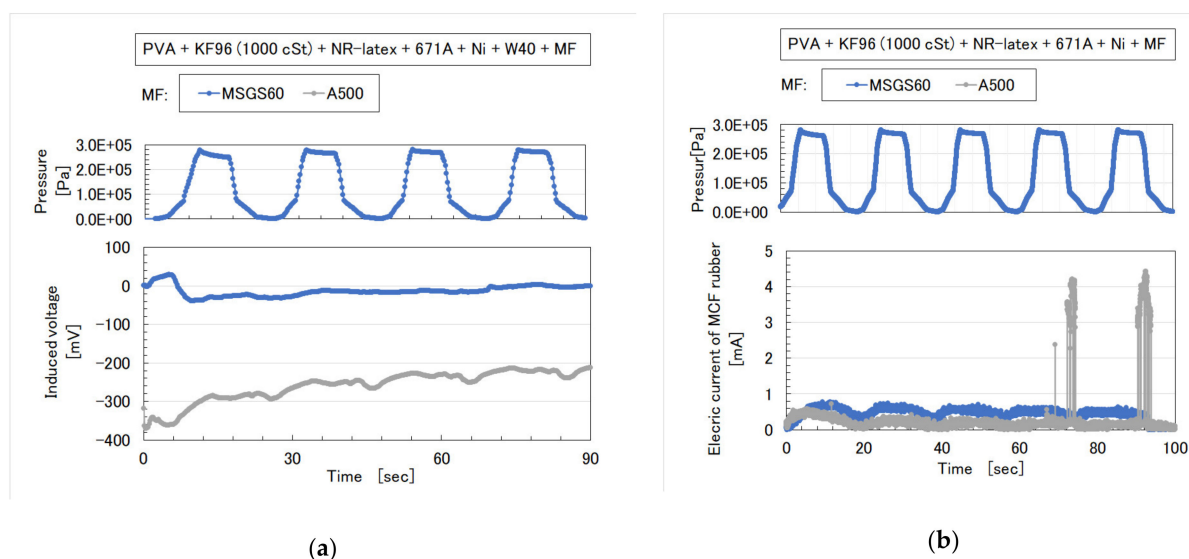 PVA + KF96 (1000 cSt) + NR-latex + 671A + Ni + W40 + MF
MF:
MSGS60
A500
3.0E+05
2.0E+05
1.0E+05
0.0E+00
Pressure
[Pa]
100
0
-100
-200
-300
-400
Induced voltage
[mV]
0
30
60
90
Time [sec]
(a)
PVA + KF96 (1000 cSt) + NR-latex + 671A + Ni + MF
MF:
MSGS60
A500
3.0E+05
2.0E+05
1.0E+05
0.0E+00
Pressur[Pa]
5
4
3
2
1
0
Elecric current of MCF rubber
[mA]
0
20
40
60
80
100
Time [sec]
(b)